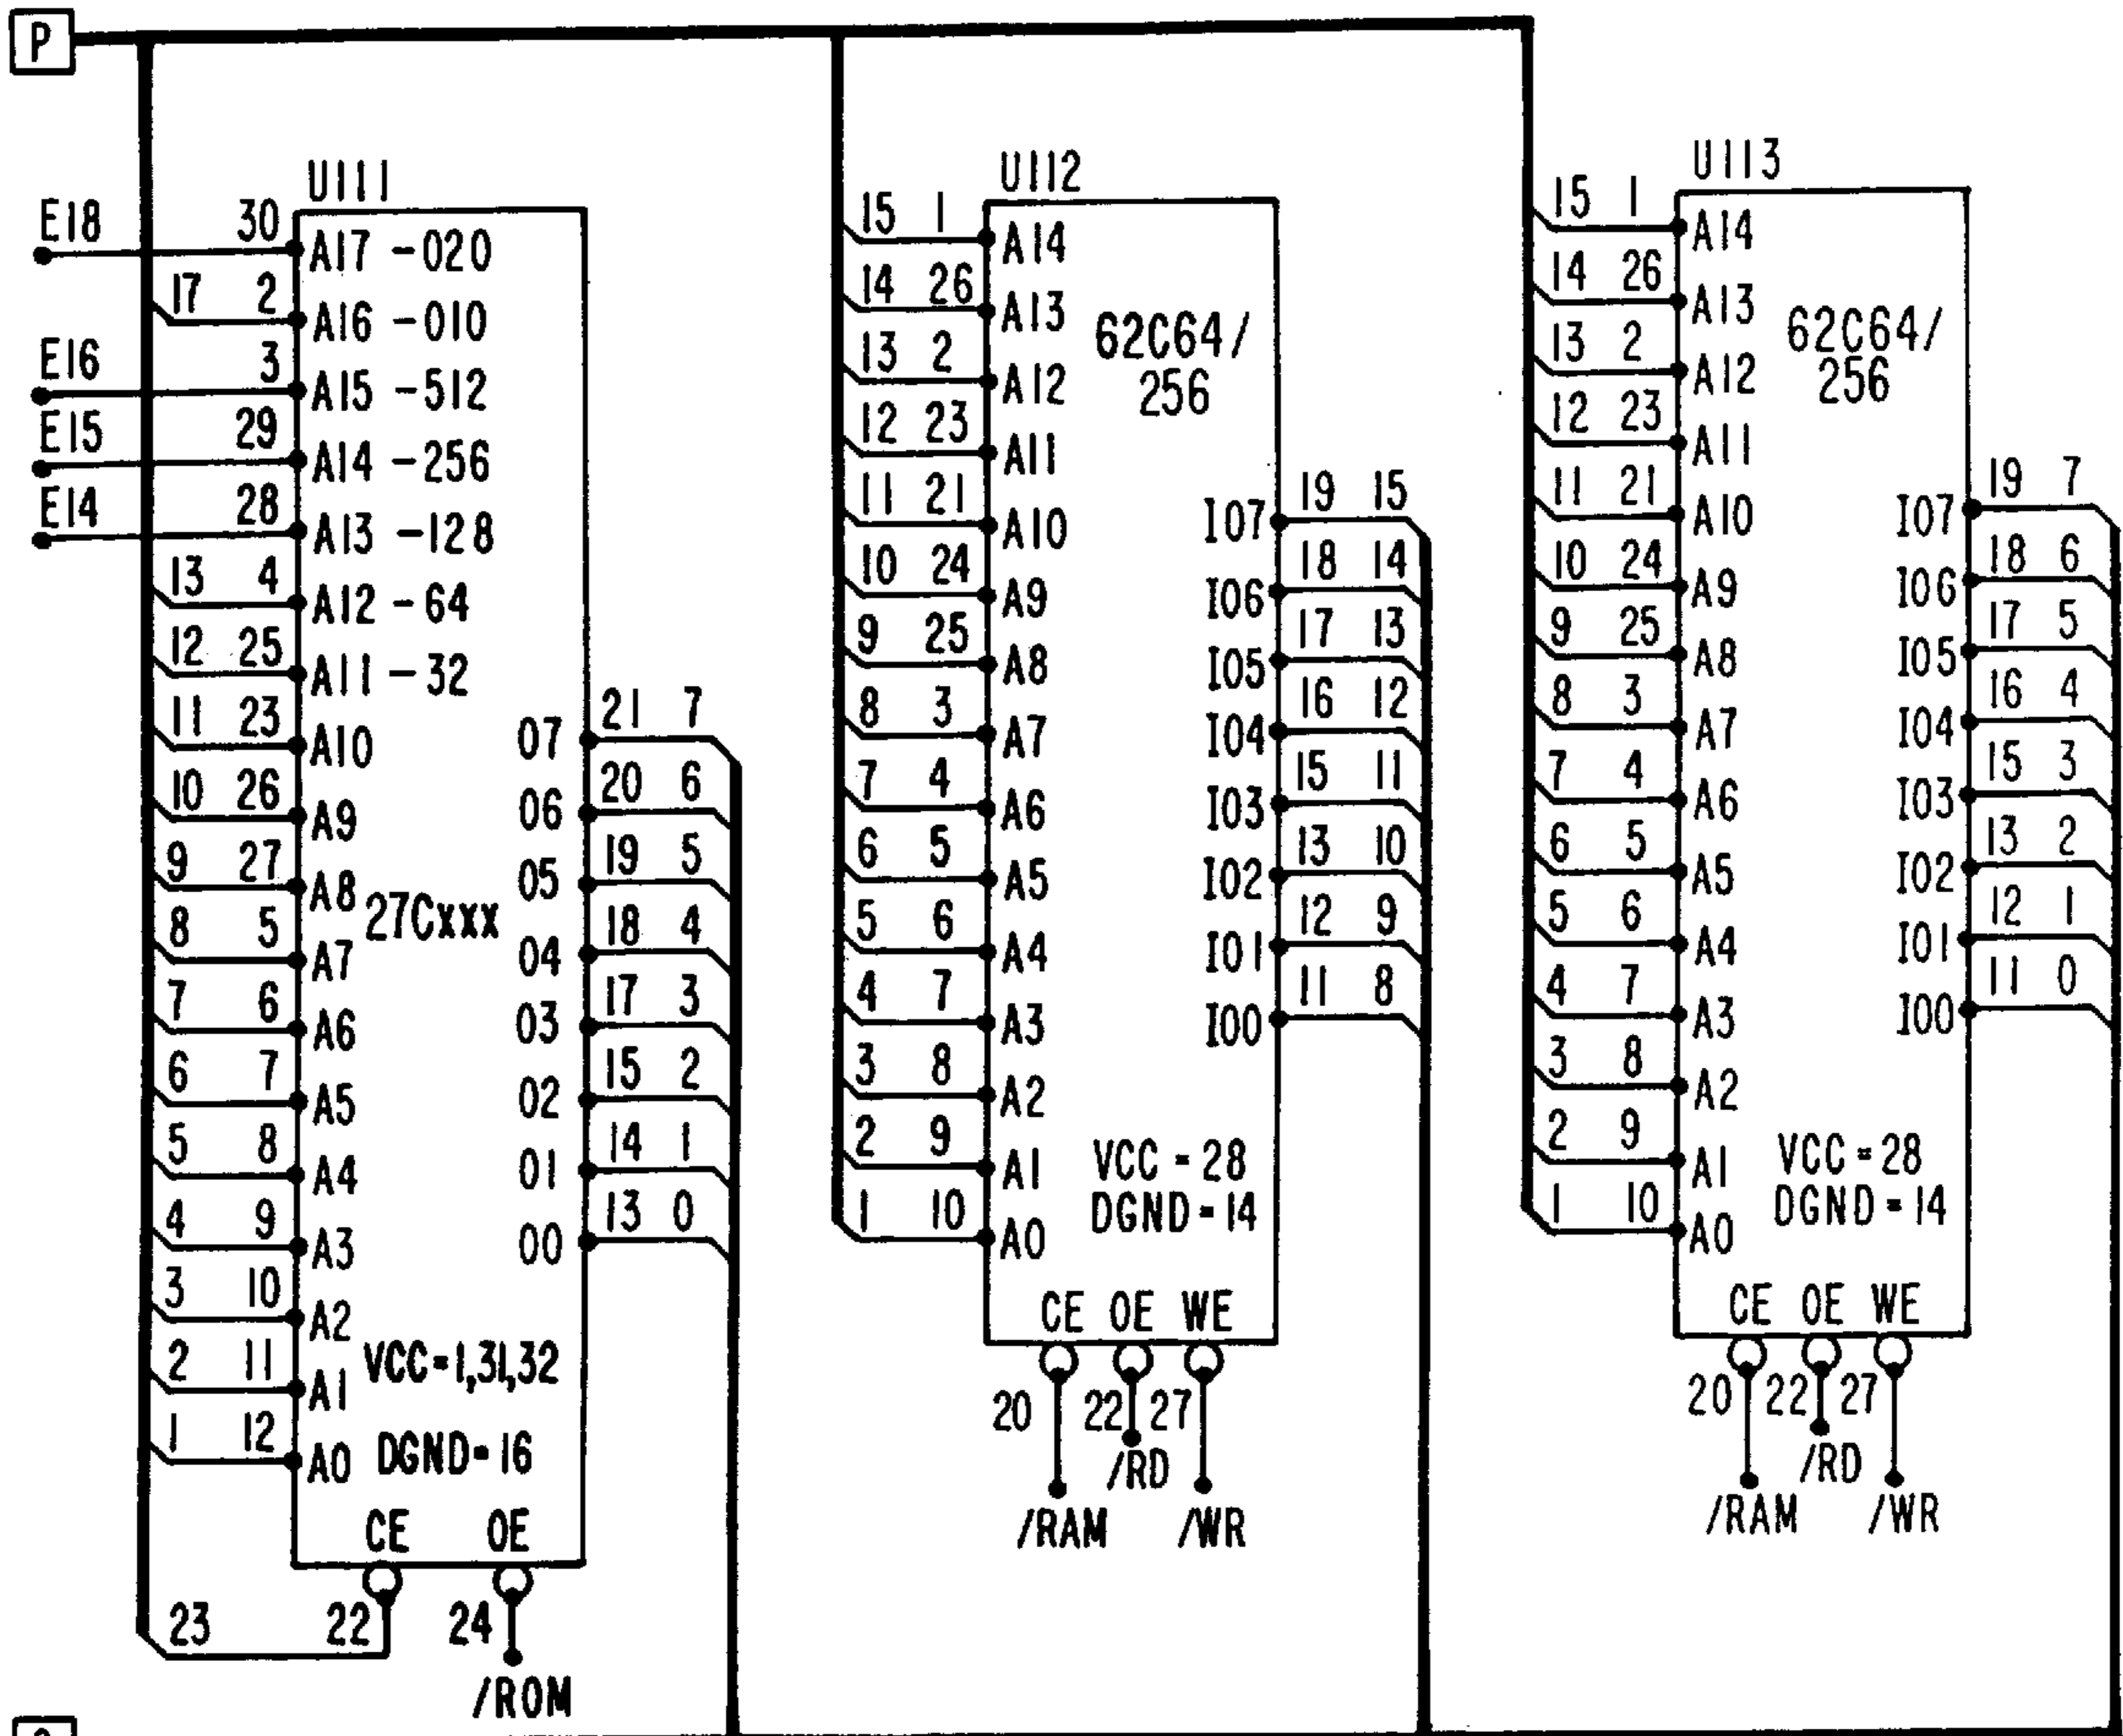 P
U111
E18 30 A17 -020
17 2 A16 -010
E16 3 A15 -512
E15 29 A14 -256
E14 28 A13 -128
13 4 A12 -64
12 25 A11 -32
11 23 A10
10 26 A9
9 27 A8
8 5 A7
7 6 A6
6 7 A5
5 8 A4
4 9 A3
3 10 A2
2 11 A1
1 12 A0
27Cxxx
O7 21 7
O6 20 6
O5 19 5
O4 18 4
O3 17 3
O2 15 2
O1 14 1
O0 13 0
VCC=1,31,32
DGND=16
CE OE
23 22 24
/ROM
U112
15 1 A14
14 26 A13
13 2 A12
12 23 A11
11 21 A10
10 24 A9
9 25 A8
8 3 A7
7 4 A6
6 5 A5
5 6 A4
4 7 A3
3 8 A2
2 9 A1
1 10 A0
62C64/
256
IO7 19 15
IO6 18 14
IO5 17 13
IO4 16 12
IO3 15 11
IO2 13 10
IO1 12 9
IO0 11 8
VCC=28
DGND=14
CE OE WE
20 22 27
/RD
/RAM /WR
U113
15 1 A14
14 26 A13
13 2 A12
12 23 A11
11 21 A10
10 24 A9
9 25 A8
8 3 A7
7 4 A6
6 5 A5
5 6 A4
4 7 A3
3 8 A2
2 9 A1
1 10 A0
62C64/
256
IO7 19 7
IO6 18 6
IO5 17 5
IO4 16 4
IO3 15 3
IO2 13 2
IO1 12 1
IO0 11 0
VCC=28
DGND=14
CE OE WE
20 22 27
/RD
/RAM /WR